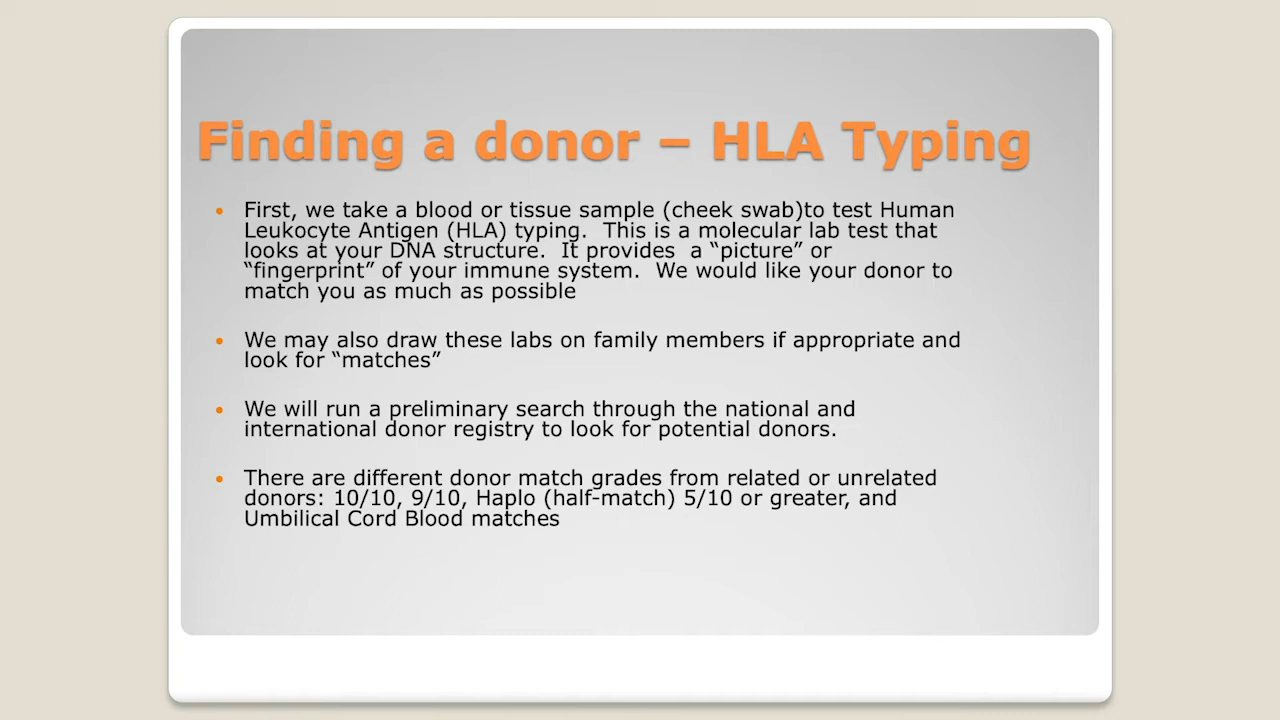 Finding a donor – HLA Typing
• First, we take a blood or tissue sample (cheek swab)to test Human
Leukocyte Antigen (HLA) typing.  This is a molecular lab test that
looks at your DNA structure.  It provides  a “picture” or
“fingerprint” of your immune system.  We would like your donor to
match you as much as possible
• We may also draw these labs on family members if appropriate and
look for “matches”
• We will run a preliminary search through the national and
international donor registry to look for potential donors.
• There are different donor match grades from related or unrelated
donors: 10/10, 9/10, Haplo (half-match) 5/10 or greater, and
Umbilical Cord Blood matches